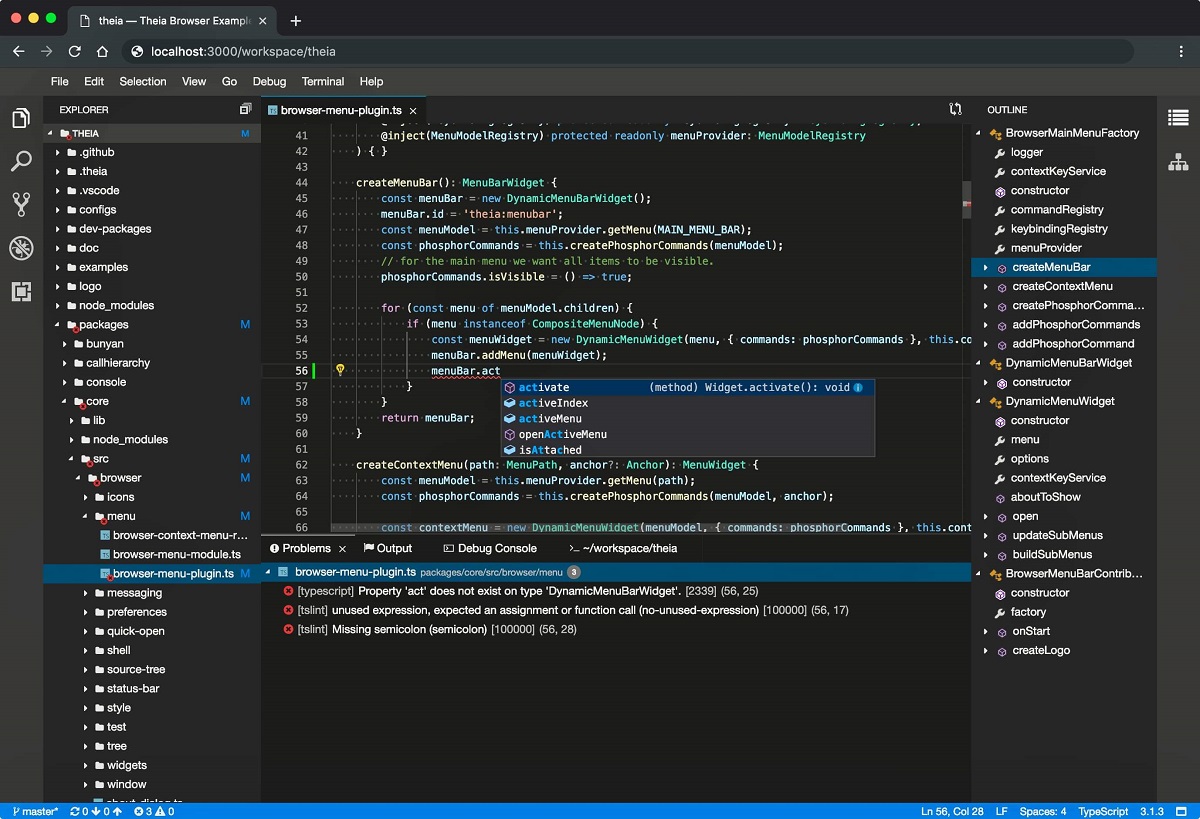 theia — Theia Browser Example
localhost:3000/workspace/theia
File Edit Selection View Go Debug Terminal Help
EXPLORER
THEIA M
.github
.theia
.vscode
configs
dev-packages
doc
examples
logo
node_modules
packages M
bunyan
callhierarchy
console
core M
lib
node_modules
src M
browser M
icons
menu M
browser-context-menu-r...
browser-menu-module.ts
browser-menu-plugin.ts M
messaging
preferences
quick-open
shell
source-tree
status-bar
style
test
tree
widgets
window
browser-menu-plugin.ts
41 @inject(MenuModelRegistry) protected readonly menuProvider: MenuModelRegistry
42 ) { }
43
44 createMenuBar(): MenuBarWidget {
45 const menuBar = new DynamicMenuBarWidget();
46 menuBar.id = 'theia:menubar';
47 const menuModel = this.menuProvider.getMenu(MAIN_MENU_BAR);
48 const phosphorCommands = this.createPhosphorCommands(menuModel);
49 // for the main menu we want all items to be visible.
50 phosphorCommands.isVisible = () => true;
51
52 for (const menu of menuModel.children) {
53 if (menu instanceof CompositeMenuNode) {
54 const menuWidget = new DynamicMenuWidget(menu, { commands: phosphorCommands }, this.co
55 menuBar.addMenu(menuWidget);
56 menuBar.act
57 }
58 }
59 return menuBar;
60 }
61
62 createContextMenu(path: MenuPath, anchor?: Anchor): MenuWidget {
63 const menuModel = this.menuProvider.getMenu(path);
64 const phosphorCommands = this.createPhosphorCommands(menuModel, anchor);
65
66 const contextMenu = new DynamicMenuWidget(menuModel, { commands: phosphorCommands }, this.cont
activate (method) Widget.activate(): void
activeIndex
activeMenu
openActiveMenu
isAttached
Problems Output Debug Console ~/workspace/theia
browser-menu-plugin.ts packages/core/src/browser/menu 3
[typescript] Property 'act' does not exist on type 'DynamicMenuBarWidget'. [2339] (56, 25)
[tslint] unused expression, expected an assignment or function call (no-unused-expression) [100000] (56, 17)
[tslint] Missing semicolon (semicolon) [100000] (56, 28)
OUTLINE
BrowserMainMenuFactory
logger
contextKeyService
constructor
commandRegistry
keybindingRegistry
menuProvider
createMenuBar
createContextMenu
createPhosphorComma...
addPhosphorCommands
addPhosphorCommand
DynamicMenuBarWidget
constructor
DynamicMenuWidget
constructor
menu
options
contextKeyService
aboutToShow
open
updateSubMenus
buildSubMenus
BrowserMenuBarContrib...
constructor
factory
onStart
createLogo
master* 0 0 3 0 Ln 56, Col 28 LF Spaces: 4 TypeScript 3.1.3